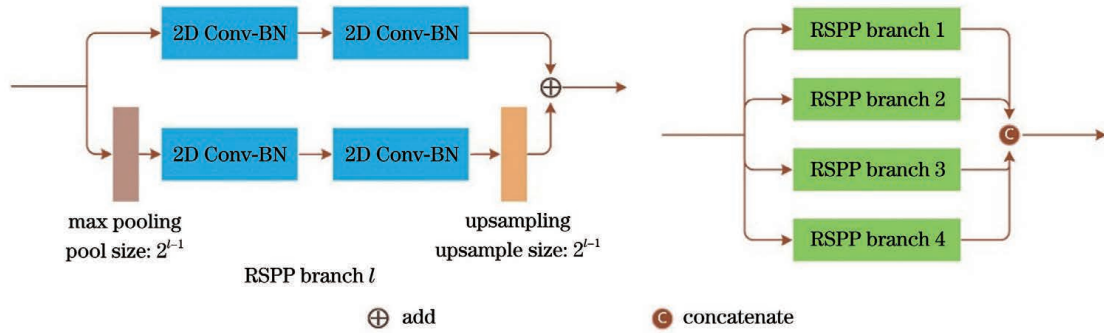 2D Conv-BN
2D Conv-BN
2D Conv-BN
2D Conv-BN
max pooling
pool size: 2^{l-1}
upsampling
upsample size: 2^{l-1}
RSPP branch l
RSPP branch 1
RSPP branch 2
RSPP branch 3
RSPP branch 4
C
add
C concatenate